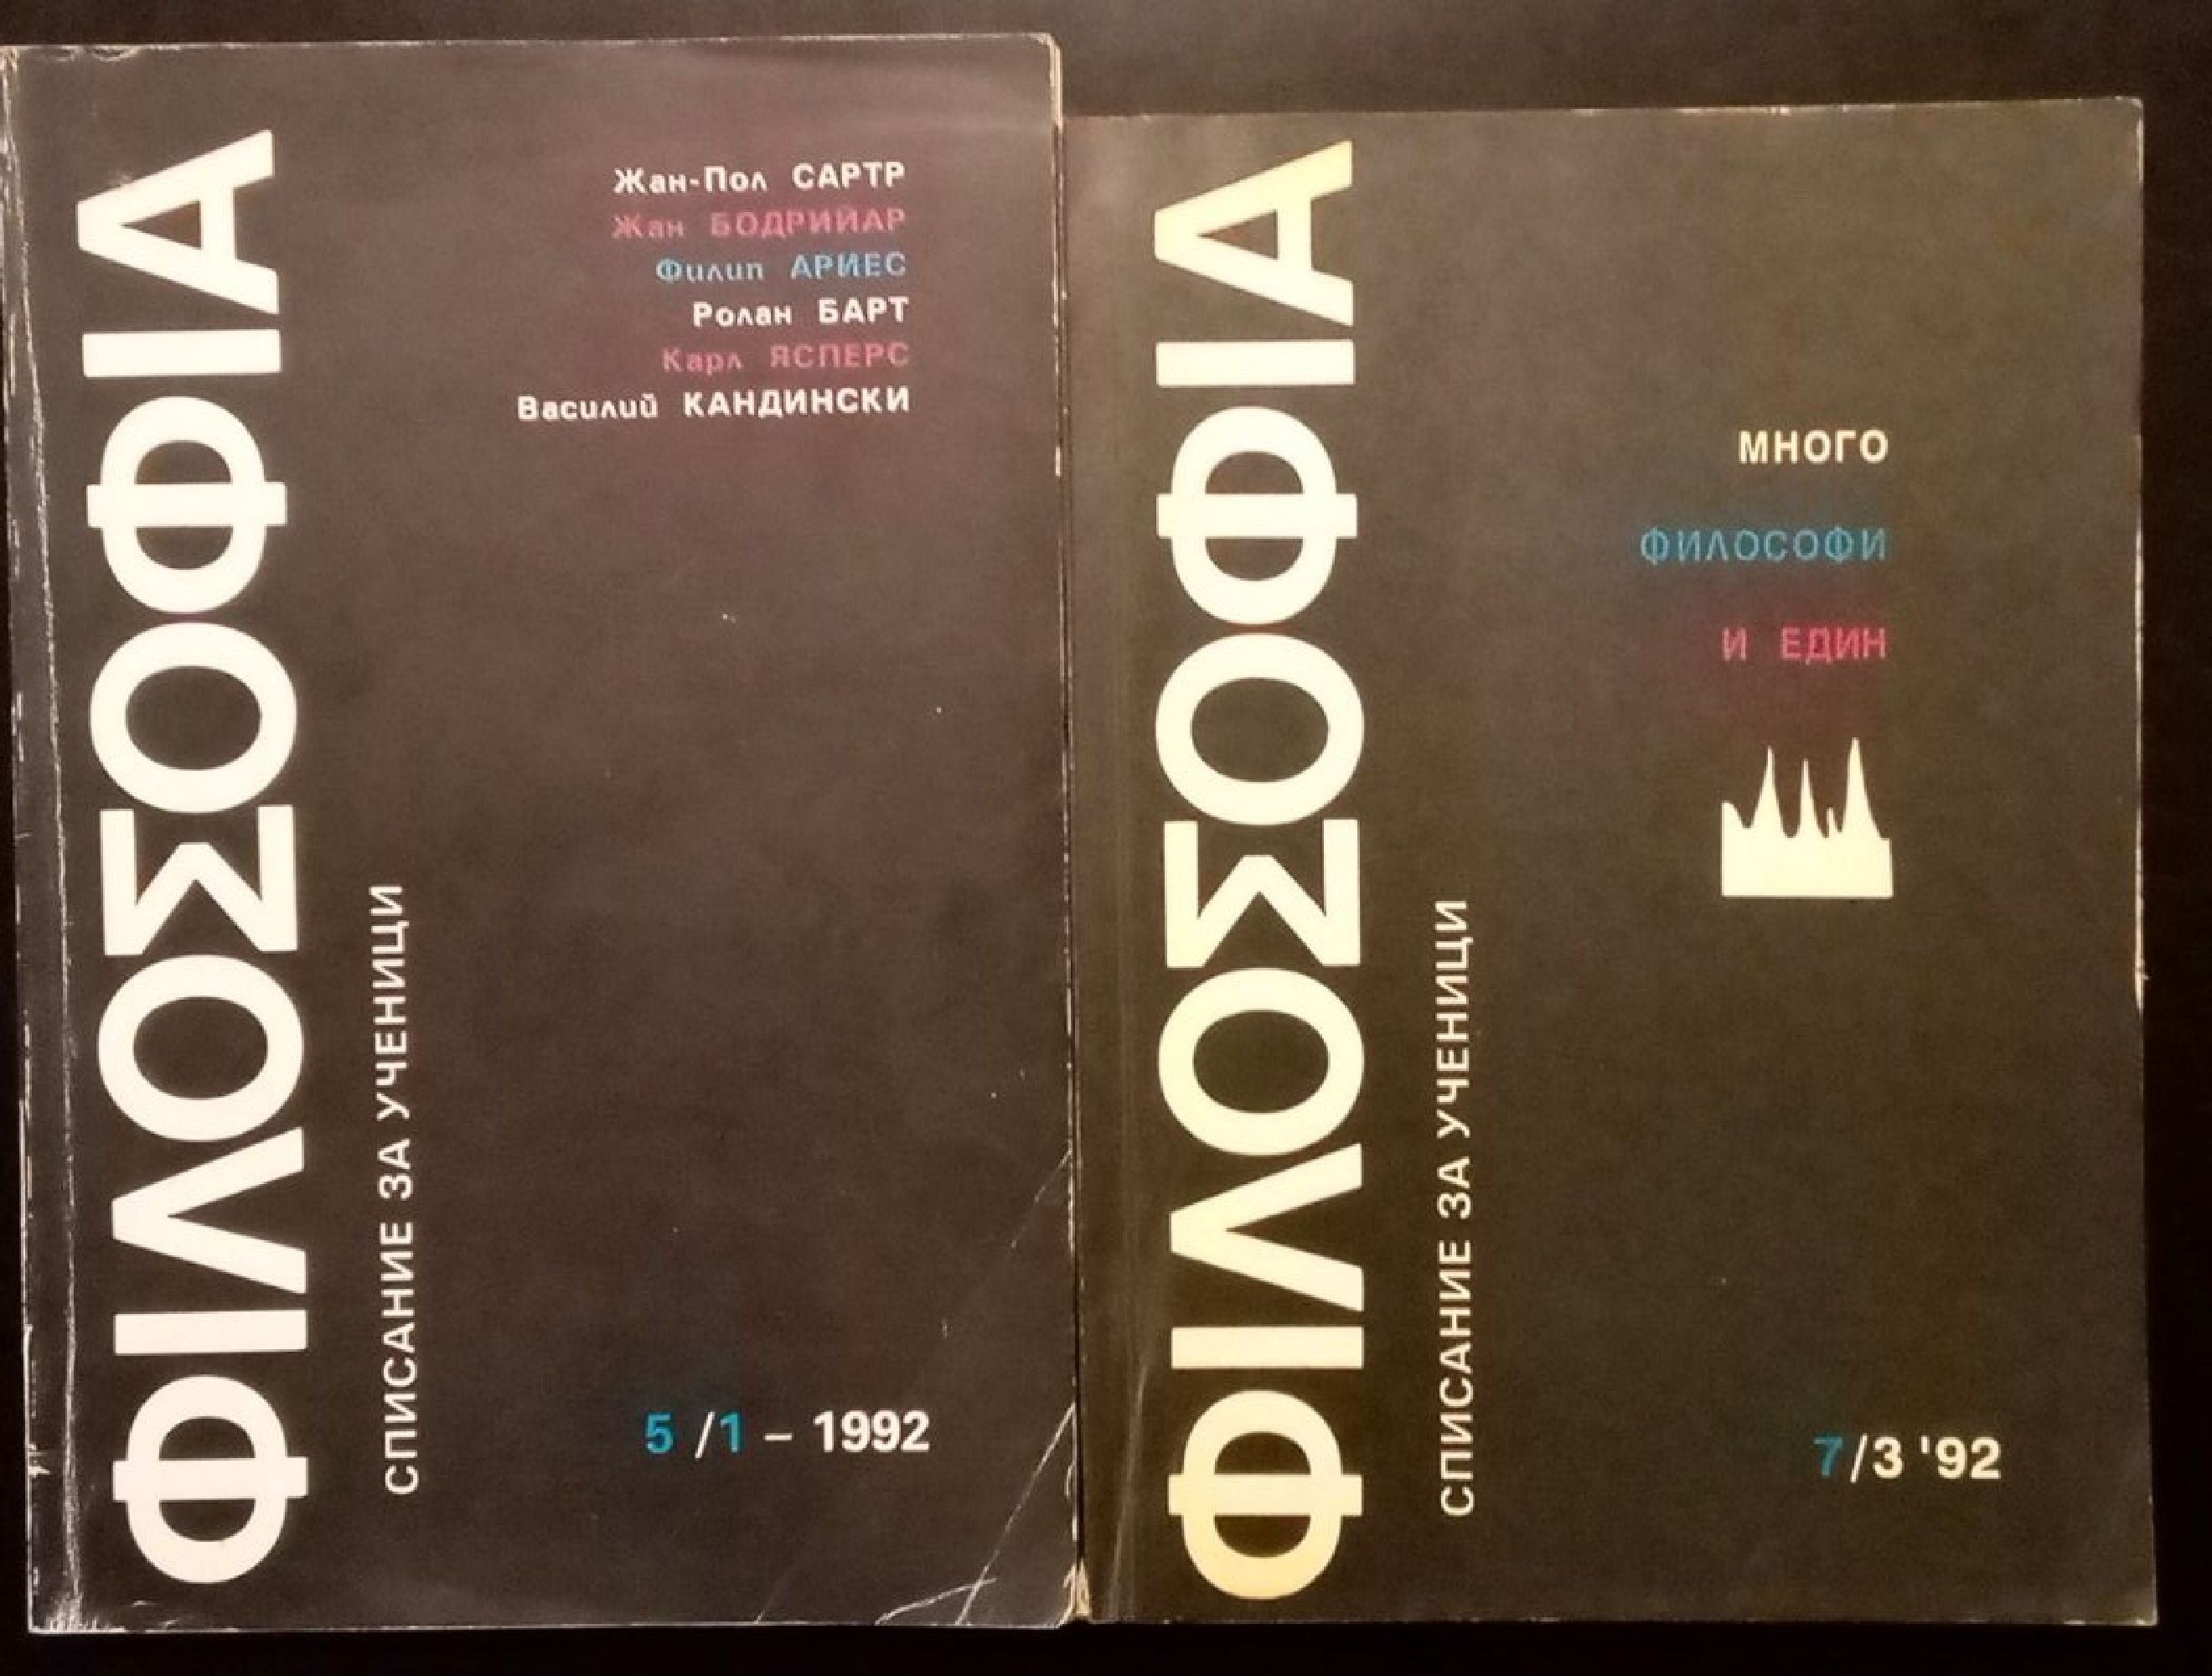 ΦΙΛΟΣΟΦΙΑ
СПИСАНИЕ ЗА УЧЕНИЦИ
Жан-Пол САРТР
Жан БОДРИЙАР
Филип АРИЕС
Ролан БАРТ
Карл ЯСПЕРС
Василий КАНДИНСКИ
5 /1 – 1992
ΦΙΛΟΣΟΦΙΑ
СПИСАНИЕ ЗА УЧЕНИЦИ
МНОГО
ФИЛОСОФИ
И ЕДИН
7/3 '92